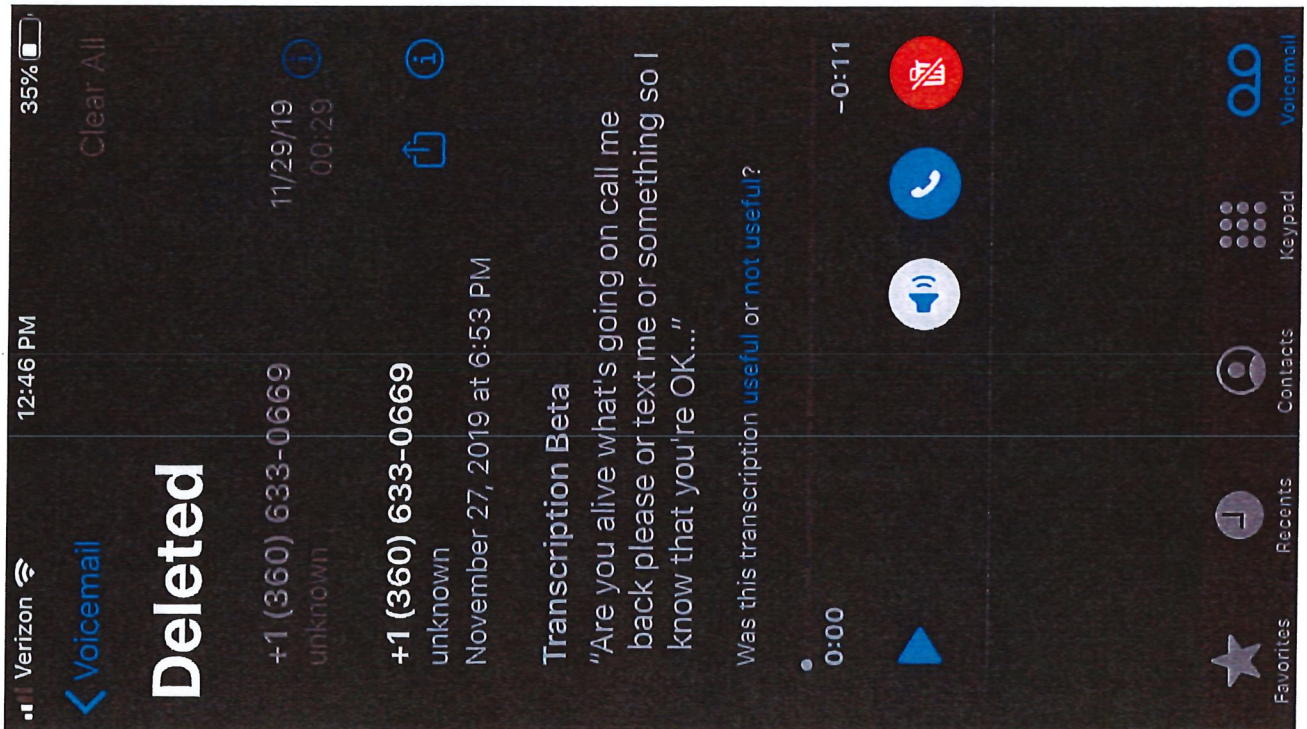 Verizon 12:46 PM 35%
Voicemail Clear All
Deleted
+1 (360) 633-0669 11/29/19
unknown 00:29
+1 (360) 633-0669
unknown
November 27, 2019 at 6:53 PM
Transcription Beta
"Are you alive what's going on call me
back please or text me or something so I
know that you're OK..."
Was this transcription useful or not useful?
0:00 -0:11
Favorites Recents Contacts Keypad Voicemail